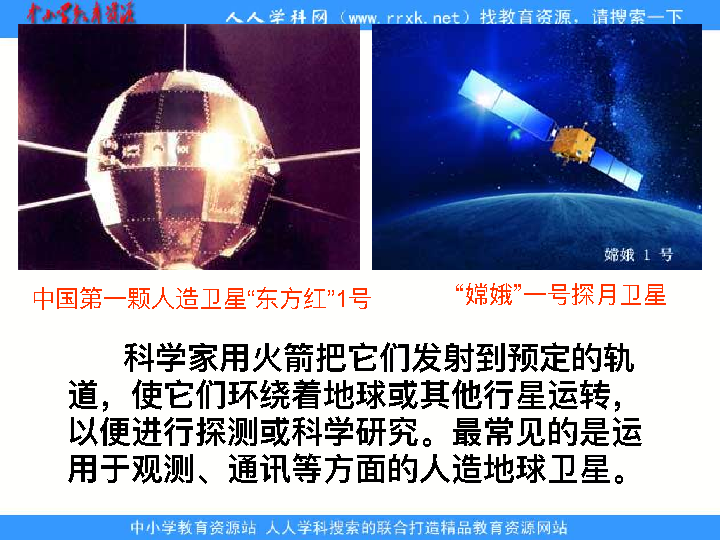 中小学教育资源
人人学科网（www.rrxk.net）找教育资源，请搜索一下
嫦娥 1 号
中国第一颗人造卫星“东方红”1号
“嫦娥”一号探月卫星
科学家用火箭把它们发射到预定的轨
道，使它们环绕着地球或其他行星运转，
以便进行探测或科学研究。最常见的是运
用于观测、通讯等方面的人造地球卫星。
中小学教育资源站 人人学科搜索的联合打造精品教育资源网站